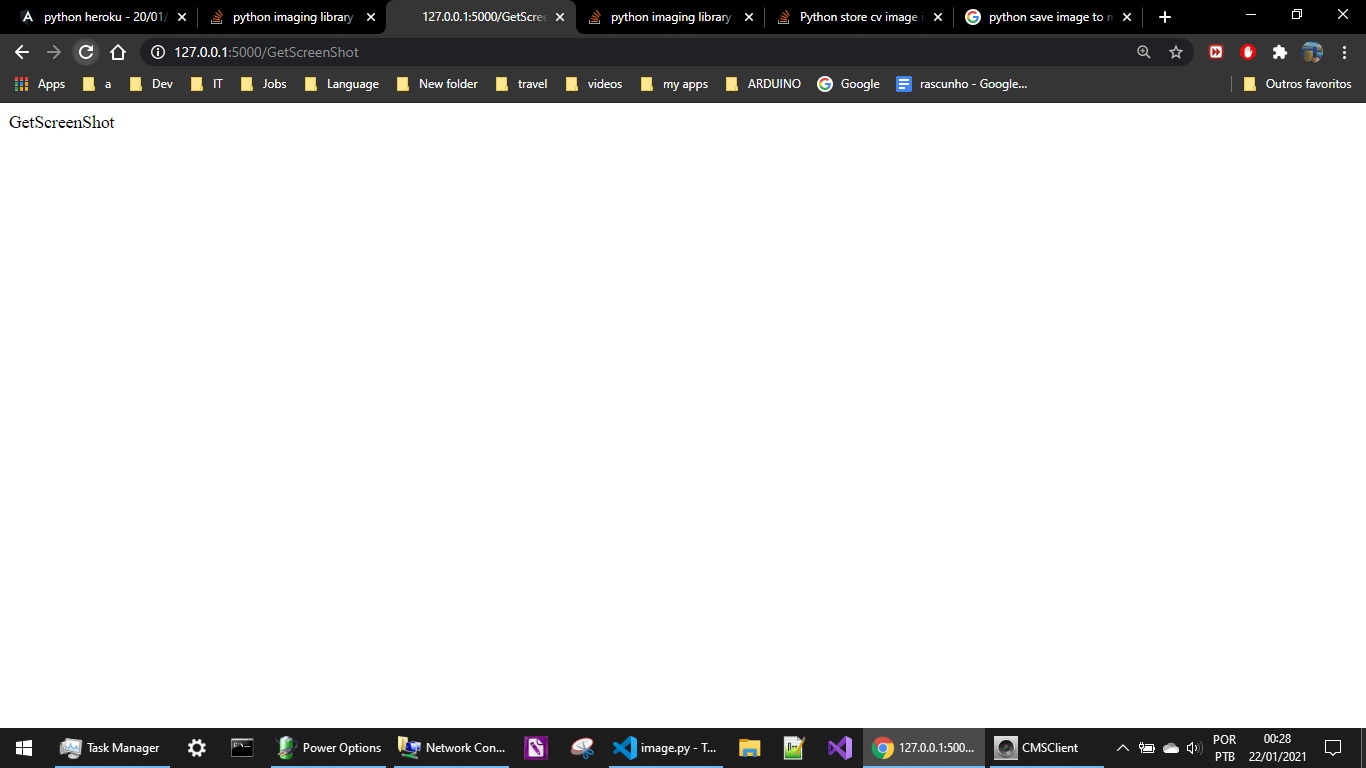 python heroku - 20/01/
python imaging library
127.0.0.1:5000/GetScree
python imaging library
Python store cv image
python save image to
127.0.0.1:5000/GetScreenShot
Apps a Dev IT Jobs Language New folder travel videos my apps ARDUINO Google rascunho - Google... Outros favoritos
GetScreenShot
Task Manager Power Options Network Con... image.py - T... 127.0.0.1:500... CMSClient POR 00:28
PTB 22/01/2021